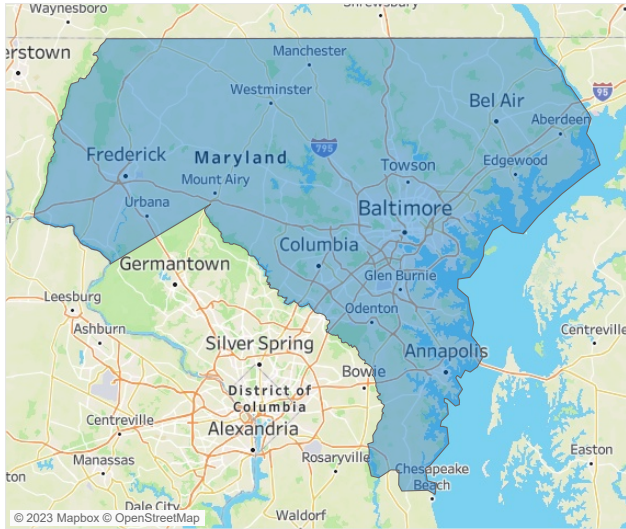 Waynesboro
Shrewsbury
erstown
Manchester
Westminster
Bel Air
95
Aberdeen
795
Frederick
Maryland
Towson
Edgewood
Mount Airy
Urbana
Baltimore
Columbia
Germantown
Glen Burnie
Leesburg
Odenton
Ashburn
Centreville
Silver Spring
Annapolis
Bowie
District of
Columbia
Centreville
Alexandria
Easton
Manassas
Rosaryville
Chesapeake
Beach
ton
Dale City
Waldorf
© 2023 Mapbox © OpenStreetMap